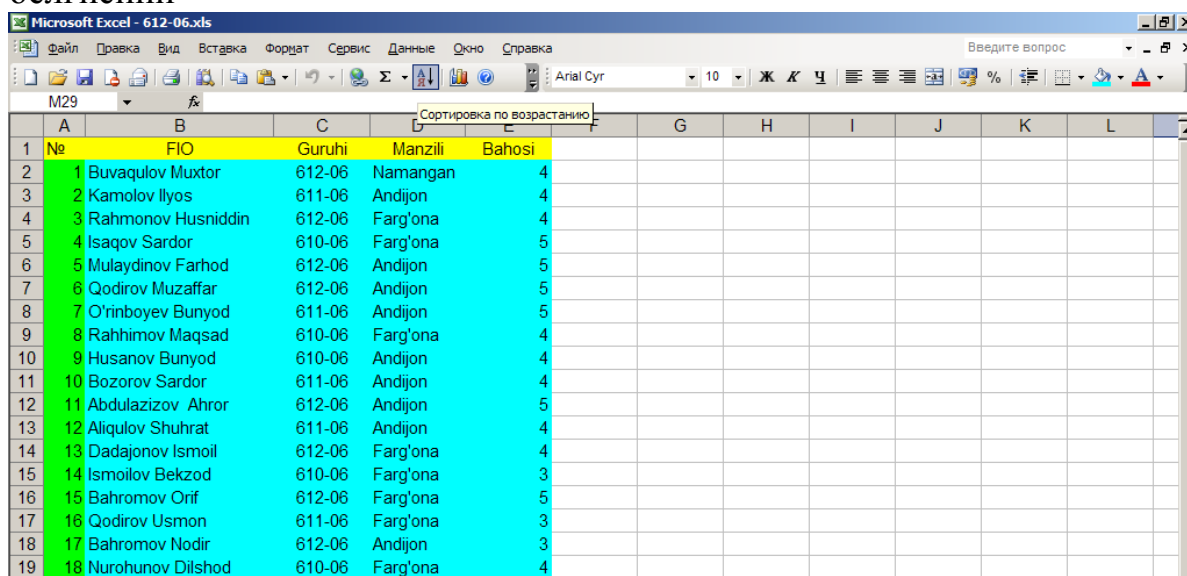 Microsoft Excel - 612-06.xls
Файл Правка Вид Вставка Формат Сервис Данные Окно Справка Введите вопрос
Arial Cyr 10 Ж К Ч %
M29 fx
Сортировка по возрастанию
A B C D E F G H I J K L
1 № FIO Guruhi Manzili Bahosi
2 1 Buvaqulov Muxtor 612-06 Namangan 4
3 2 Kamolov Ilyos 611-06 Andijon 4
4 3 Rahmonov Husniddin 612-06 Farg'ona 4
5 4 Isaqov Sardor 610-06 Farg'ona 5
6 5 Mulaydinov Farhod 612-06 Andijon 5
7 6 Qodirov Muzaffar 612-06 Andijon 5
8 7 O'rinboyev Bunyod 611-06 Andijon 5
9 8 Rahhimov Maqsad 610-06 Farg'ona 4
10 9 Husanov Bunyod 610-06 Andijon 4
11 10 Bozorov Sardor 611-06 Andijon 4
12 11 Abdulazizov Ahror 612-06 Andijon 5
13 12 Aliqulov Shuhrat 611-06 Andijon 4
14 13 Dadajonov Ismoil 612-06 Farg'ona 4
15 14 Ismoilov Bekzod 610-06 Farg'ona 3
16 15 Bahromov Orif 612-06 Farg'ona 5
17 16 Qodirov Usmon 611-06 Farg'ona 3
18 17 Bahromov Nodir 612-06 Andijon 3
19 18 Nurohunov Dilshod 610-06 Farg'ona 4